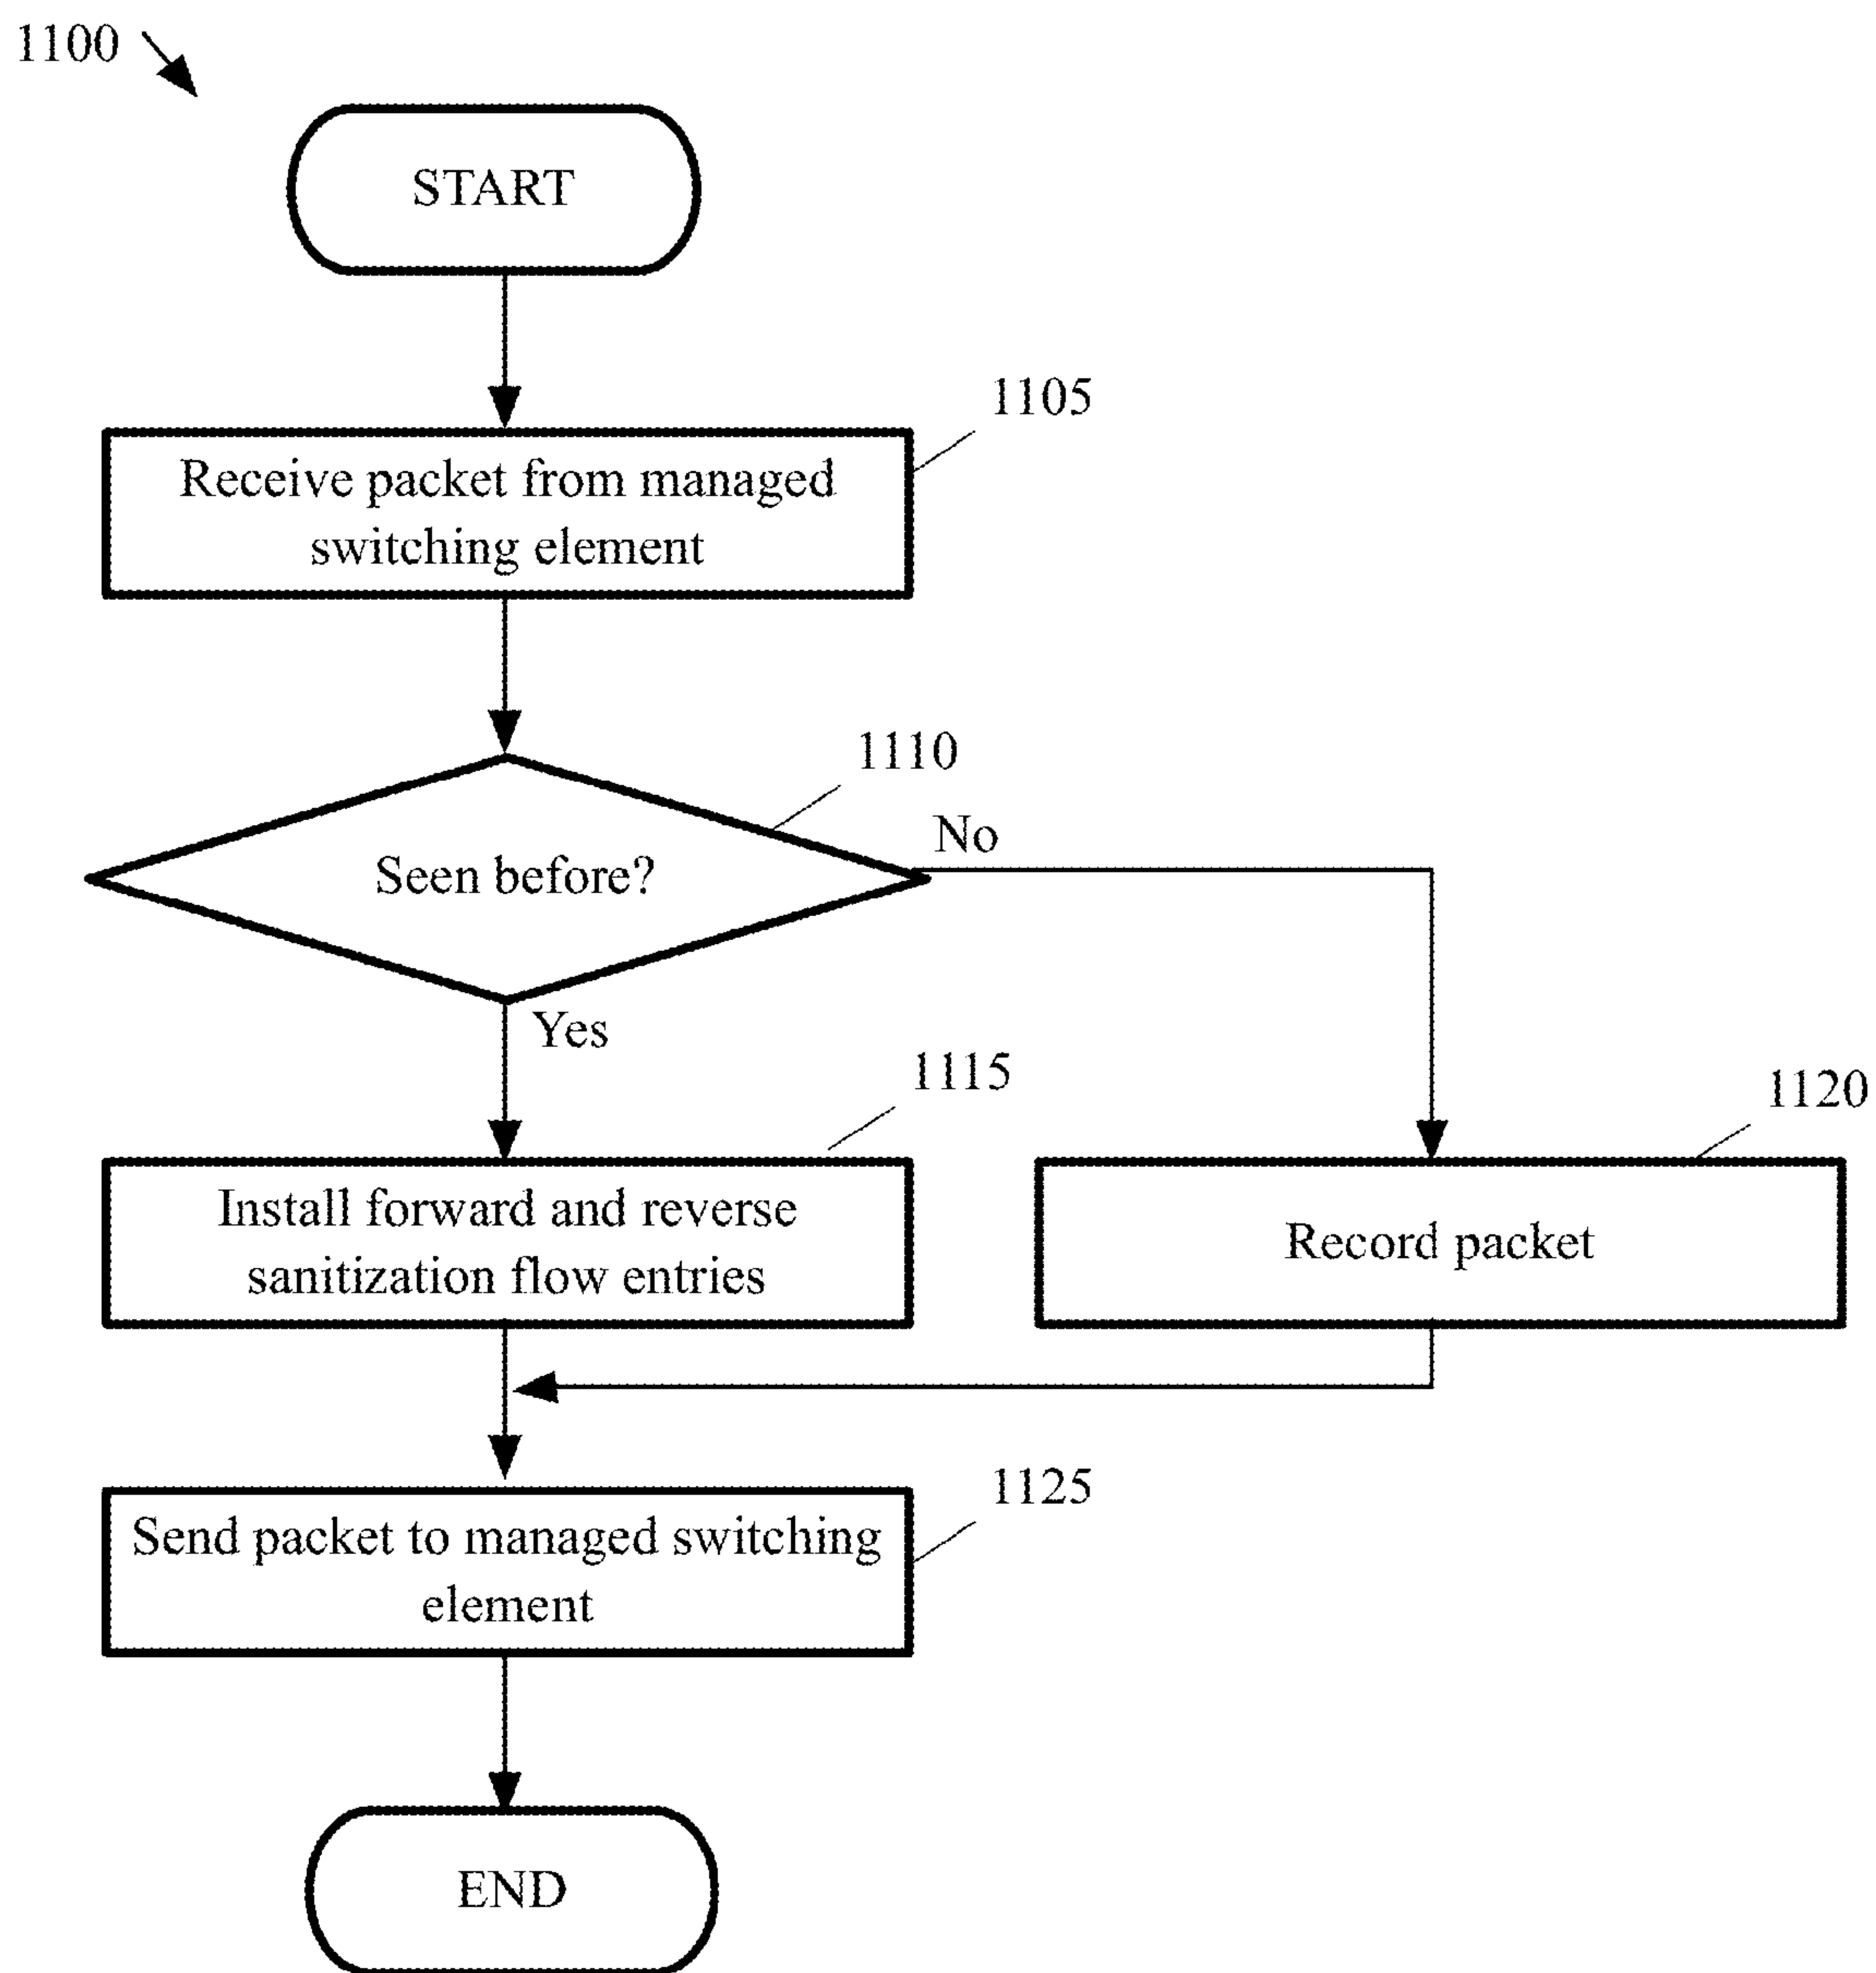 1100
START
1105
Receive packet from managed
switching element
1110
Seen before?
No
Yes
1115
Install forward and reverse
sanitization flow entries
1120
Record packet
1125
Send packet to managed switching
element
END